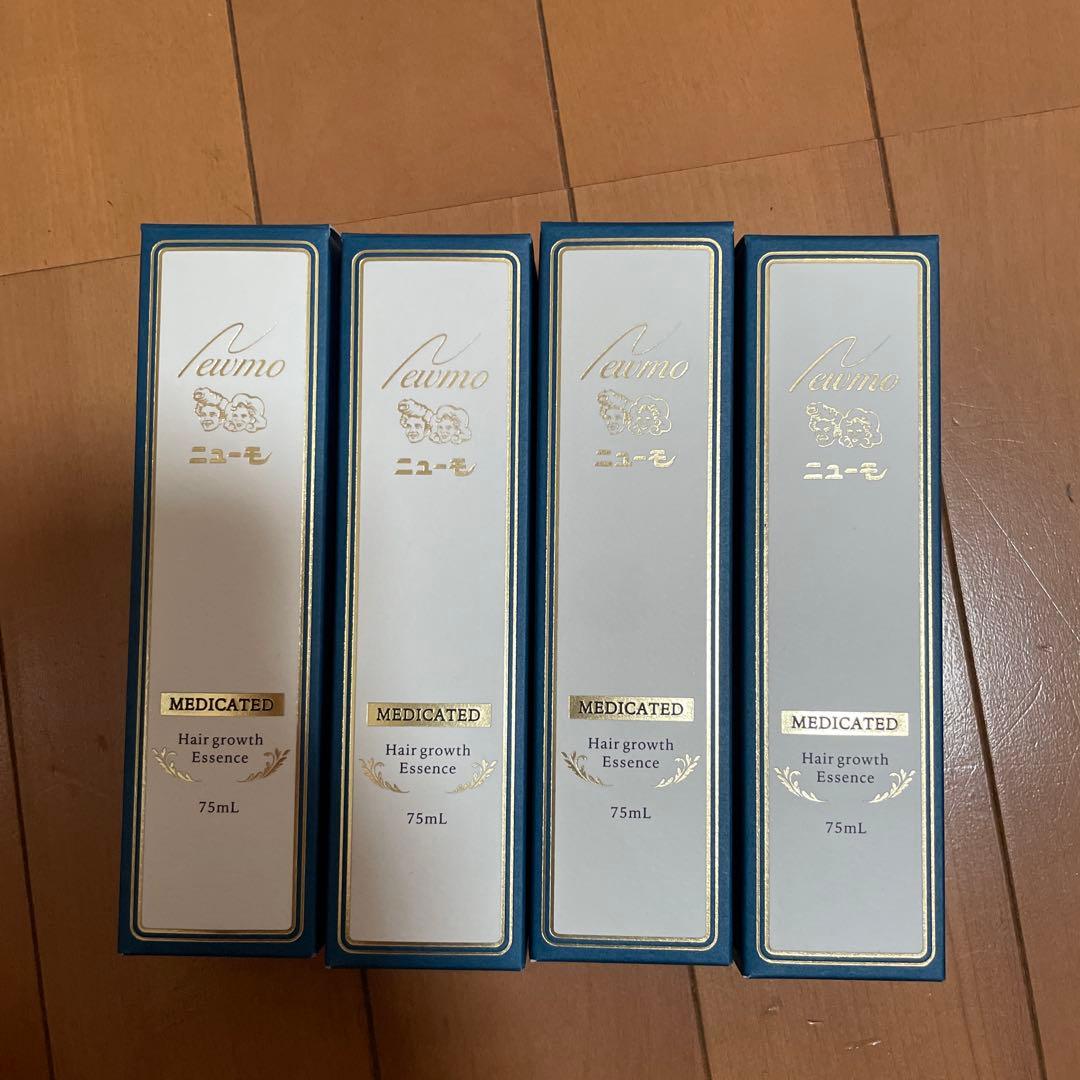 Newmo
ニューモ
MEDICATED
Hair growth
Essence
75mL
Newmo
ニューモ
MEDICATED
Hair growth
Essence
75mL
Newmo
ニューモ
MEDICATED
Hair growth
Essence
75mL
Newmo
ニューモ
MEDICATED
Hair growth
Essence
75mL